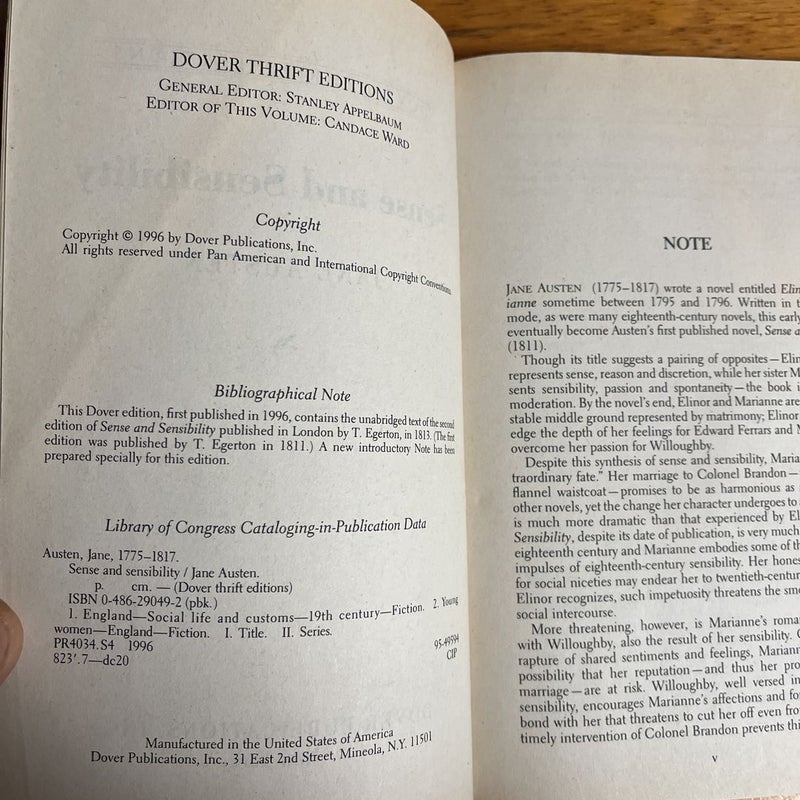 DOVER THRIFT EDITIONS
GENERAL EDITOR: STANLEY APPELBAUM
EDITOR OF THIS VOLUME: CANDACE WARD
Copyright
Copyright © 1996 by Dover Publications, Inc.
All rights reserved under Pan American and International Copyright Conventions.
Bibliographical Note
This Dover edition, first published in 1996, contains the unabridged text of the second
edition of Sense and Sensibility published in London by T. Egerton, in 1813. (The first
edition was published by T. Egerton in 1811.) A new introductory Note has been
prepared specially for this edition.
Library of Congress Cataloging-in-Publication Data
Austen, Jane, 1775–1817.
Sense and sensibility / Jane Austen.
p. cm. — (Dover thrift editions)
ISBN 0-486-29049-2 (pbk.)
1. England—Social life and customs—19th century—Fiction. 2. Young
women—England—Fiction. I. Title. II. Series.
PR4034.S4 1996
823'.7—dc20
95-49594
CIP
Manufactured in the United States of America
Dover Publications, Inc., 31 East 2nd Street, Mineola, N.Y. 11501
NOTE
JANE AUSTEN (1775–1817) wrote a novel entitled Elin
ianne sometime between 1795 and 1796. Written in t
mode, as were many eighteenth-century novels, this early
eventually become Austen's first published novel, Sense a
(1811).
Though its title suggests a pairing of opposites—Elin
represents sense, reason and discretion, while her sister M
sents sensibility, passion and spontaneity—the book i
moderation. By the novel's end, Elinor and Marianne are
stable middle ground represented by matrimony; Elinor
edge the depth of her feelings for Edward Ferrars and M
overcome her passion for Willoughby.
Despite this synthesis of sense and sensibility, Maria
traordinary fate." Her marriage to Colonel Brandon—
flannel waistcoat—promises to be as harmonious as
other novels, yet the change her character undergoes to
is much more dramatic than that experienced by El
Sensibility, despite its date of publication, is very much
eighteenth century and Marianne embodies some of th
impulses of eighteenth-century sensibility. Her hones
for social niceties may endear her to twentieth-centur
Elinor recognizes, such impetuosity threatens the smo
social intercourse.
More threatening, however, is Marianne's roma
with Willoughby, also the result of her sensibility. C
rapture of shared sentiments and feelings, Mariann
possibility that her reputation—and thus her pro
marriage—are at risk. Willoughby, well versed in
sensibility, encourages Marianne's affections and fo
bond with her that threatens to cut her off even fro
timely intervention of Colonel Brandon prevents thi
v